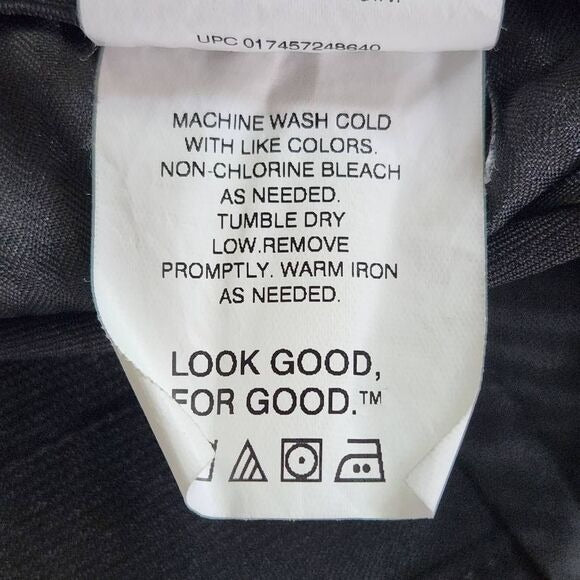 UPC 017457248640
MACHINE WASH COLD
WITH LIKE COLORS.
NON-CHLORINE BLEACH
AS NEEDED.
TUMBLE DRY
LOW.REMOVE
PROMPTLY. WARM IRON
AS NEEDED.
LOOK GOOD,
FOR GOOD.™